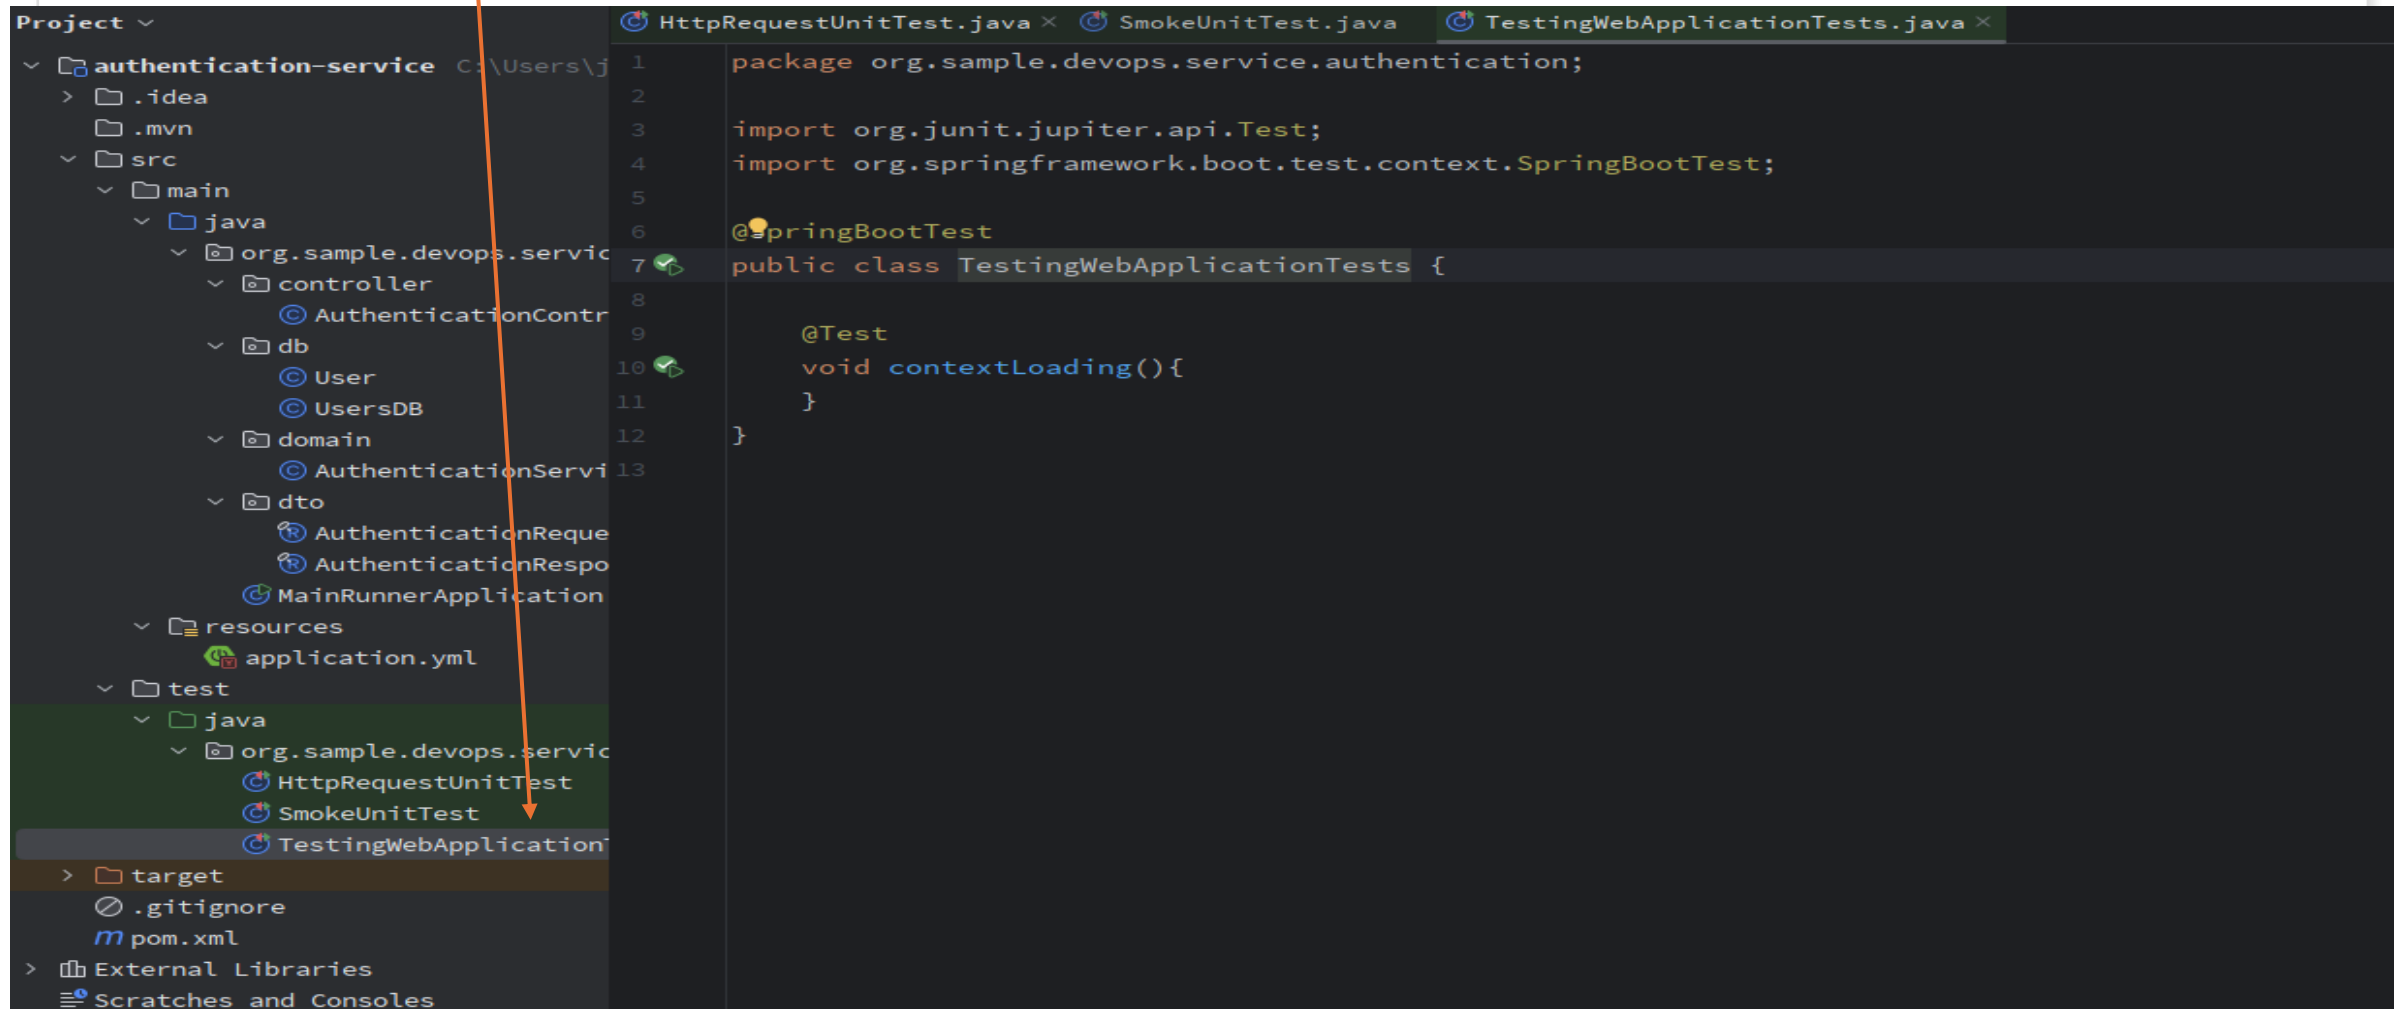 Project
authentication-service C:\Users\j
.idea
.mvn
src
main
java
org.sample.devops.servic
controller
AuthenticationContr
db
User
UsersDB
domain
AuthenticationServi
dto
AuthenticationReque
AuthenticationRespo
MainRunnerApplication
resources
application.yml
test
java
org.sample.devops.servic
HttpRequestUnitTest
SmokeUnitTest
TestingWebApplicationT
target
.gitignore
pom.xml
External Libraries
Scratches and Consoles
HttpRequestUnitTest.java SmokeUnitTest.java TestingWebApplicationTests.java
1 package org.sample.devops.service.authentication;
2
3 import org.junit.jupiter.api.Test;
4 import org.springframework.boot.test.context.SpringBootTest;
5
6 @SpringBootTest
7 public class TestingWebApplicationTests {
8
9 @Test
10 void contextLoading(){
11 }
12 }
13